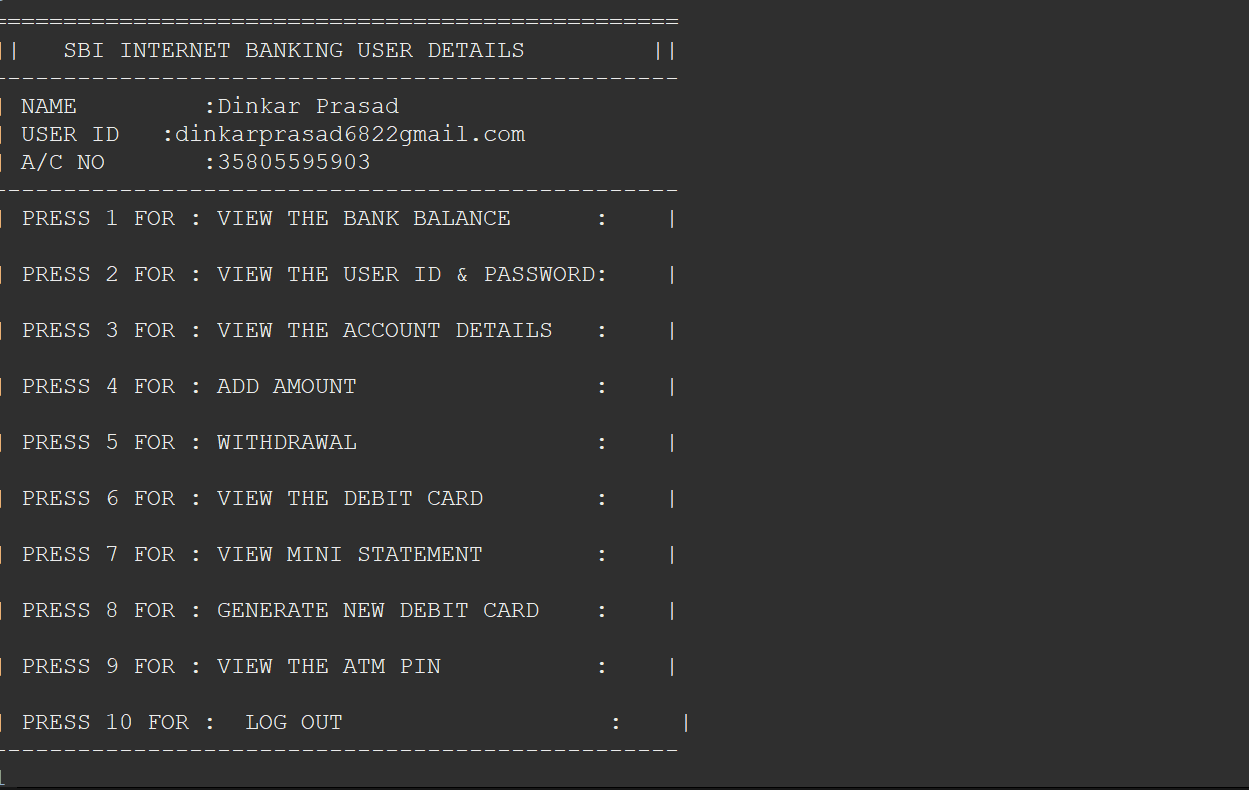 ================================================
||   SBI INTERNET BANKING USER DETAILS         ||
------------------------------------------------
| NAME         :Dinkar Prasad
| USER ID   :dinkarprasad6822gmail.com
| A/C NO       :35805595903
------------------------------------------------
| PRESS 1 FOR : VIEW THE BANK BALANCE      :    |
| PRESS 2 FOR : VIEW THE USER ID & PASSWORD:    |
| PRESS 3 FOR : VIEW THE ACCOUNT DETAILS   :    |
| PRESS 4 FOR : ADD AMOUNT                 :    |
| PRESS 5 FOR : WITHDRAWAL                 :    |
| PRESS 6 FOR : VIEW THE DEBIT CARD        :    |
| PRESS 7 FOR : VIEW MINI STATEMENT        :    |
| PRESS 8 FOR : GENERATE NEW DEBIT CARD    :    |
| PRESS 9 FOR : VIEW THE ATM PIN           :    |
| PRESS 10 FOR :  LOG OUT                   :    |
------------------------------------------------